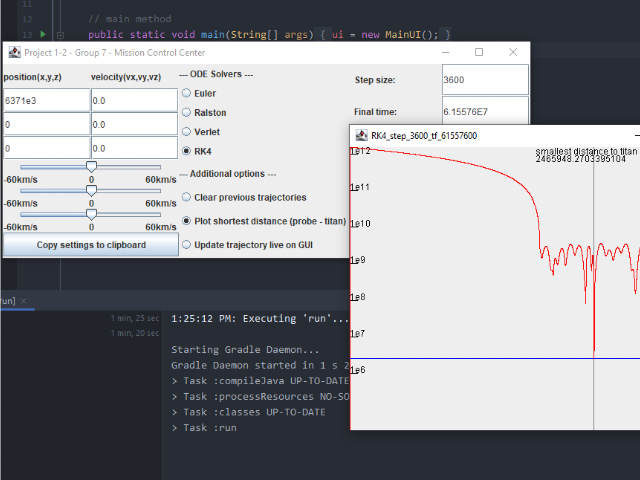 11
12
// main method
13
public static void main(String[] args) { ui = new MainUI(); }
Project 1-2 - Group 7 - Mission Control Center
position(x,y,z)
velocity(vx,vy,vz)
--- ODE Solvers ---
Step size:
3600
6371e3
0.0
Euler
Final time:
6.15576E7
0
0.0
Ralston
0
0.0
Verlet
RK4
-60km/s 0 60km/s
-60km/s 0 60km/s
-60km/s 0 60km/s
--- Additional options ---
Clear previous trajectories
Plot shortest distance (probe - titan)
Update trajectory live on GUI
Copy settings to clipboard
RK4_step_3600_tf_61557600
smallest distance to titan
2465948.2703395104
1e12
1e11
1e10
1e9
1e8
1e7
1e6
run] ×
1 min, 25 sec
1 min, 20 sec
1:25:12 PM: Executing 'run'...
Starting Gradle Daemon...
Gradle Daemon started in 1 s 2
> Task :compileJava UP-TO-DATE
> Task :processResources NO-SO
> Task :classes UP-TO-DATE
> Task :run